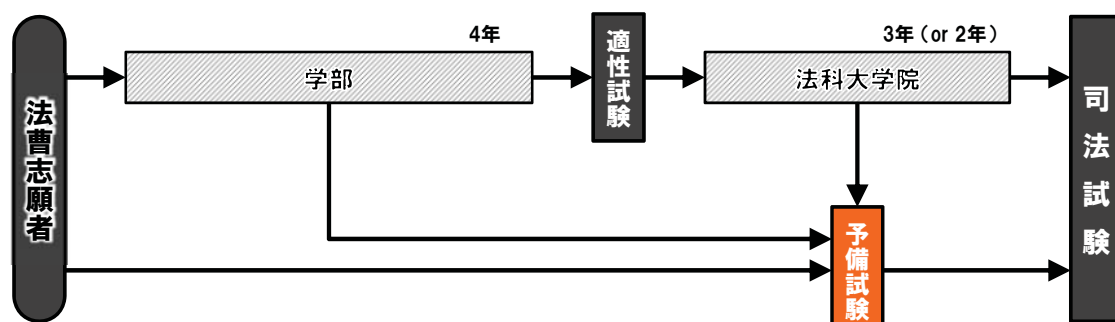 法曹志願者
4年
学部
適性試験
3年（or 2年）
法科大学院
予備試験
司法試験